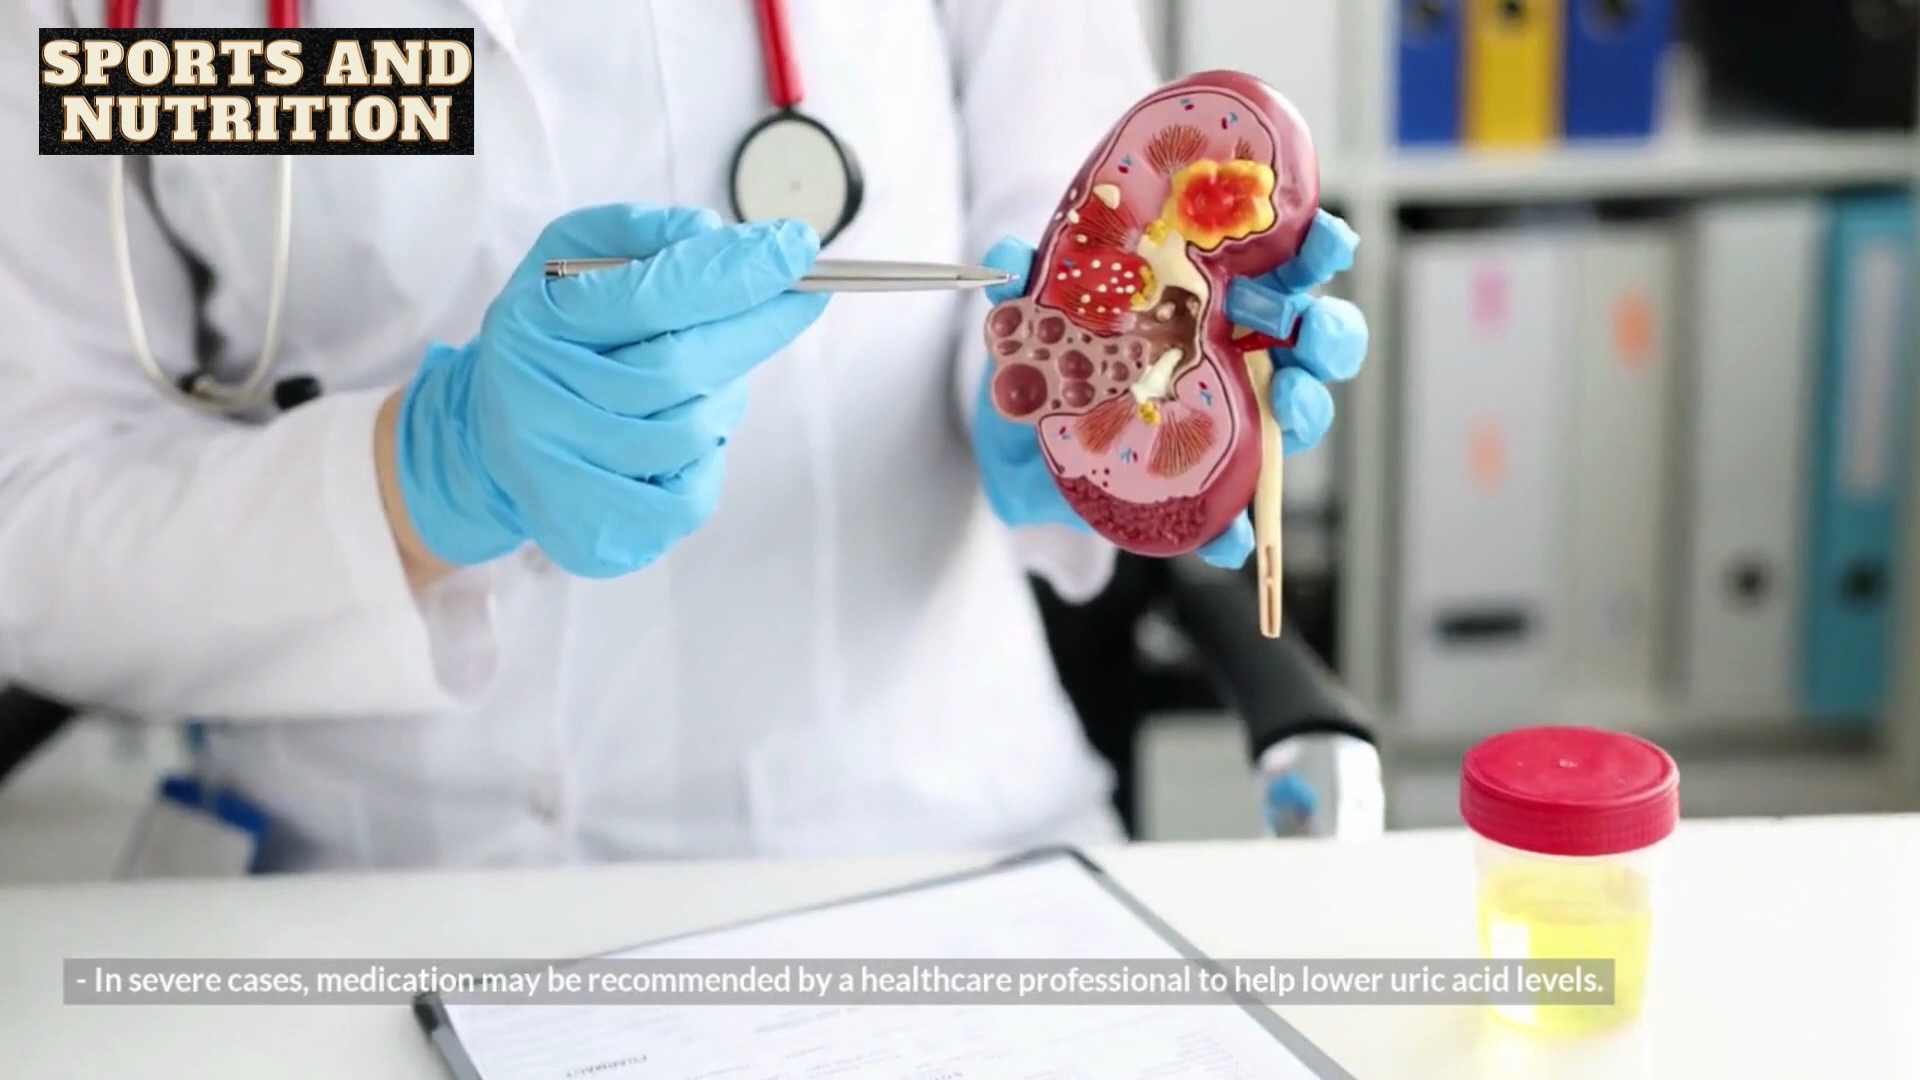 SPORTS AND
NUTRITION
- In severe cases, medication may be recommended by a healthcare professional to help lower uric acid levels.